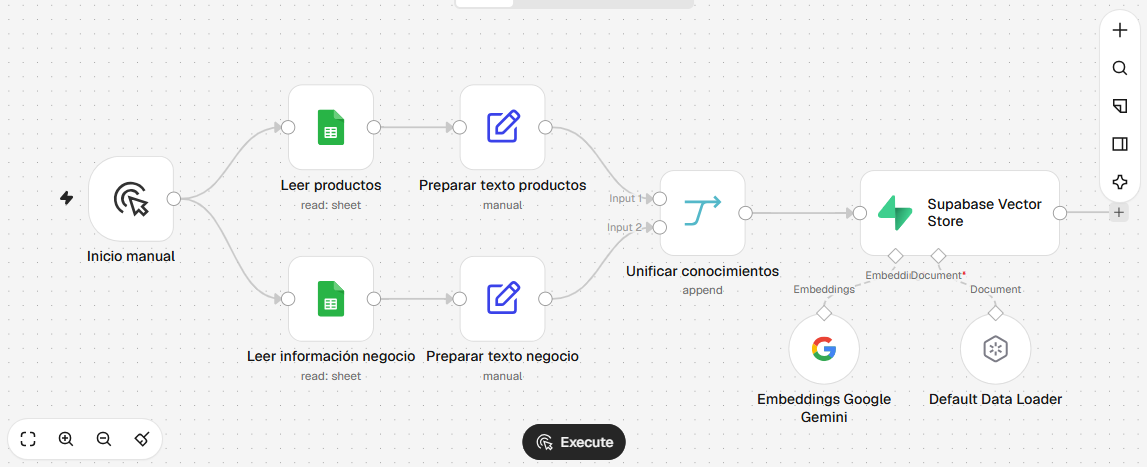 Leer productos
read: sheet
Preparar texto productos
manual
Inicio manual
Input 1
Input 2
Unificar conocimientos
append
Supabase Vector
Store
Embeddi
Document*
Embeddings
Document
Leer información negocio
read: sheet
Preparar texto negocio
manual
Embeddings Google
Gemini
Default Data Loader
Execute